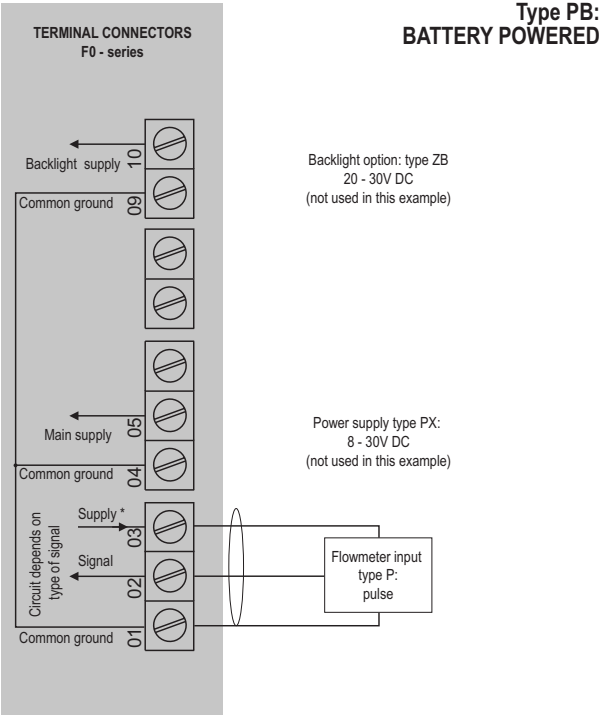 Type PB:
BATTERY POWERED
TERMINAL CONNECTORS
F0 - series
Backlight supply
10
Backlight option: type ZB
20 - 30V DC
(not used in this example)
Common ground
09
Main supply
05
Power supply type PX:
8 - 30V DC
(not used in this example)
Common ground
04
Circuit depends on
type of signal
Supply *
03
Signal
02
Flowmeter input
type P:
pulse
Common ground
01